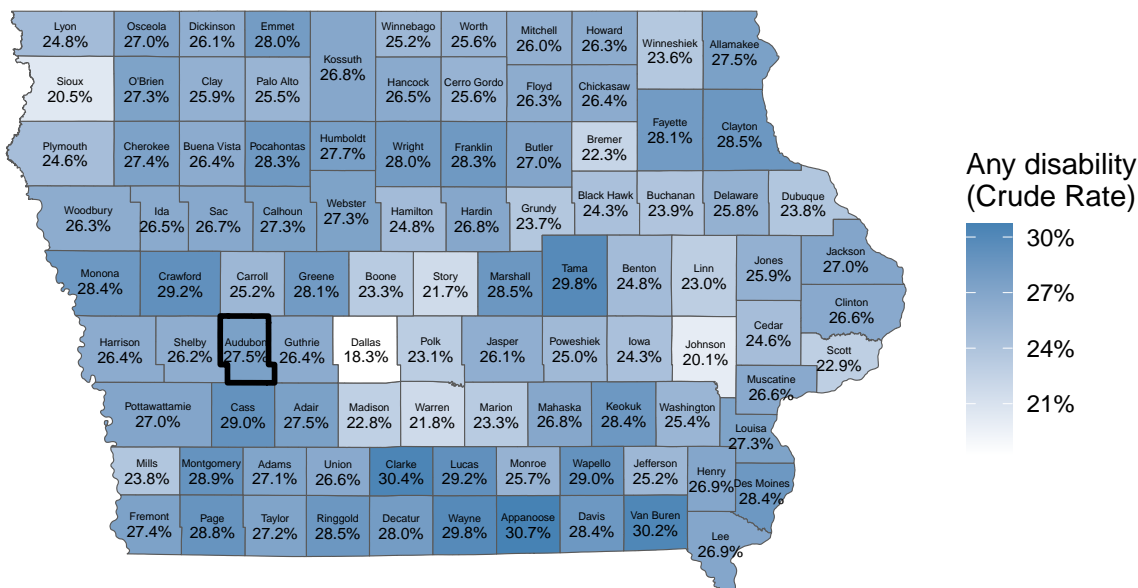 Lyon
24.8%
Osceola
27.0%
Dickinson
26.1%
Emmet
28.0%
Kossuth
26.8%
Winnebago
25.2%
Worth
25.6%
Mitchell
26.0%
Howard
26.3%
Winneshiek
23.6%
Allamakee
27.5%
Sioux
20.5%
O'Brien
27.3%
Clay
25.9%
Palo Alto
25.5%
Hancock
26.5%
Cerro Gordo
25.6%
Floyd
26.3%
Chickasaw
26.4%
Plymouth
24.6%
Cherokee
27.4%
Buena Vista
26.4%
Pocahontas
28.3%
Humboldt
27.7%
Wright
28.0%
Franklin
28.3%
Butler
27.0%
Bremer
22.3%
Fayette
28.1%
Clayton
28.5%
Woodbury
26.3%
Ida
26.5%
Sac
26.7%
Calhoun
27.3%
Webster
27.3%
Hamilton
24.8%
Hardin
26.8%
Grundy
23.7%
Black Hawk
24.3%
Buchanan
23.9%
Delaware
25.8%
Dubuque
23.8%
Monona
28.4%
Crawford
29.2%
Carroll
25.2%
Greene
28.1%
Boone
23.3%
Story
21.7%
Marshall
28.5%
Tama
29.8%
Benton
24.8%
Linn
23.0%
Jones
25.9%
Jackson
27.0%
Clinton
26.6%
Harrison
26.4%
Shelby
26.2%
Audubon
27.5%
Guthrie
26.4%
Dallas
18.3%
Polk
23.1%
Jasper
26.1%
Poweshiek
25.0%
Iowa
24.3%
Johnson
20.1%
Cedar
24.6%
Scott
22.9%
Muscatine
26.6%
Pottawattamie
27.0%
Cass
29.0%
Adair
27.5%
Madison
22.8%
Warren
21.8%
Marion
23.3%
Mahaska
26.8%
Keokuk
28.4%
Washington
25.4%
Louisa
27.3%
Mills
23.8%
Montgomery
28.9%
Adams
27.1%
Union
26.6%
Clarke
30.4%
Lucas
29.2%
Monroe
25.7%
Wapello
29.0%
Jefferson
25.2%
Henry
26.9%
Des Moines
28.4%
Fremont
27.4%
Page
28.8%
Taylor
27.2%
Ringgold
28.5%
Decatur
28.0%
Wayne
29.8%
Appanoose
30.7%
Davis
28.4%
Van Buren
30.2%
Lee
26.9%
Any disability
(Crude Rate)
30%
27%
24%
21%